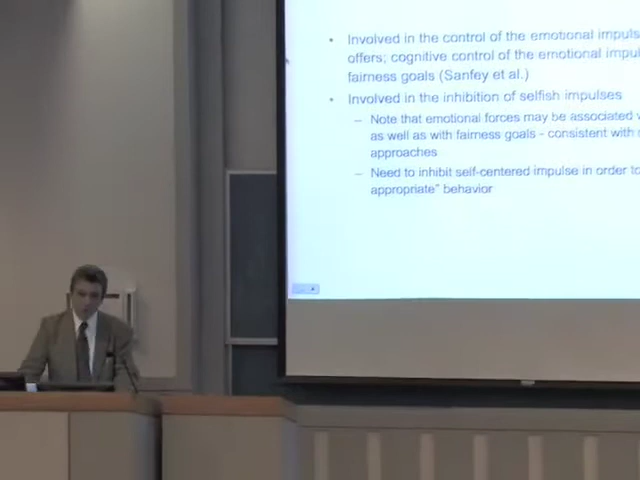 • Involved in the control of the emotional
offers; cognitive control of the emotional
fairness goals (Sanfey et al.)
• Involved in the inhibition of selfish impulses
– Note that emotional forces may be associated
as well as with fairness goals - consistent with
approaches
– Need to inhibit self-centered impulse in order to
appropriate" behavior